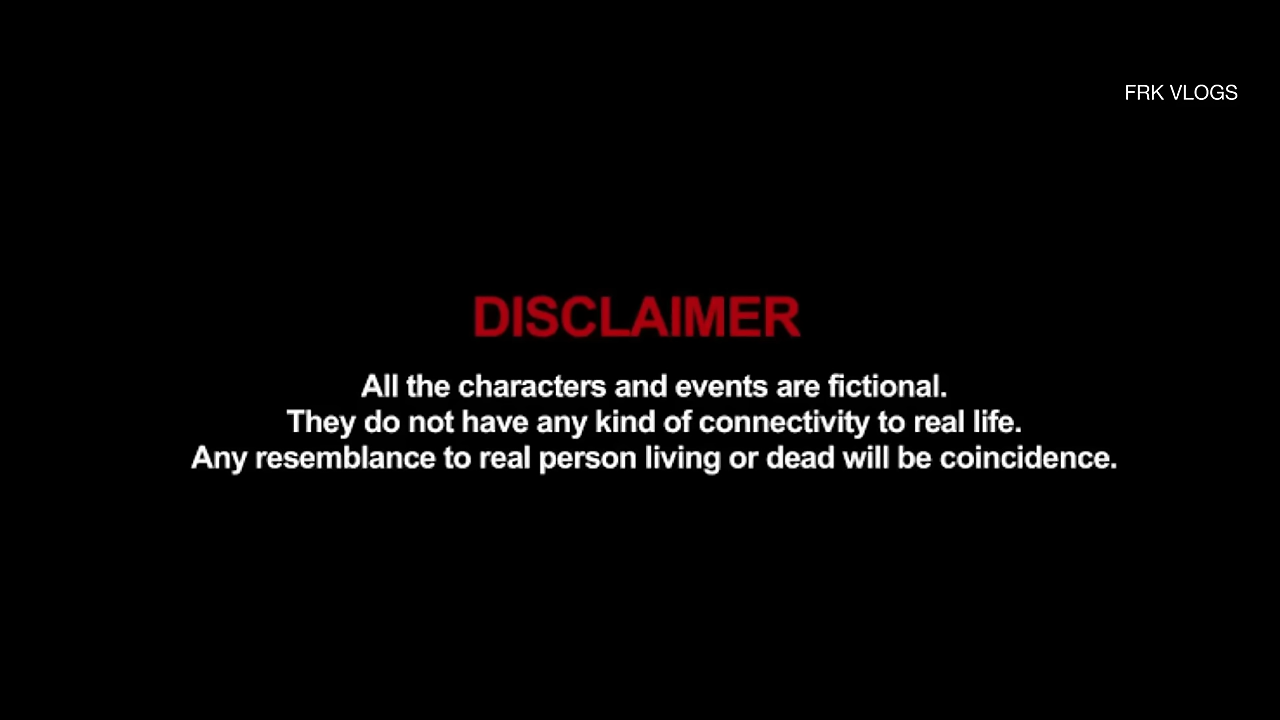 FRK VLOGS
DISCLAIMER
All the characters and events are fictional.
They do not have any kind of connectivity to real life.
Any resemblance to real person living or dead will be coincidence.